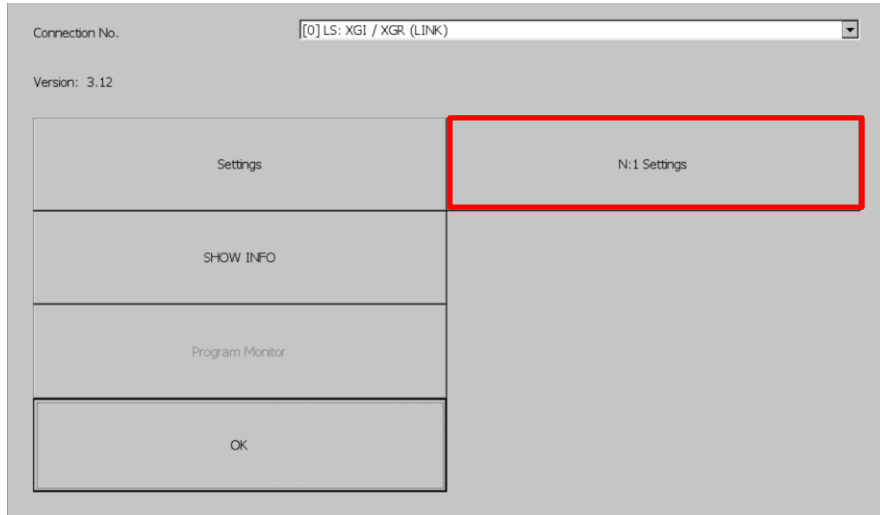 Connection No.
[0] LS: XGI / XGR (LINK)
Version: 3.12
Settings
N:1 Settings
SHOW INFO
Program Monitor
OK